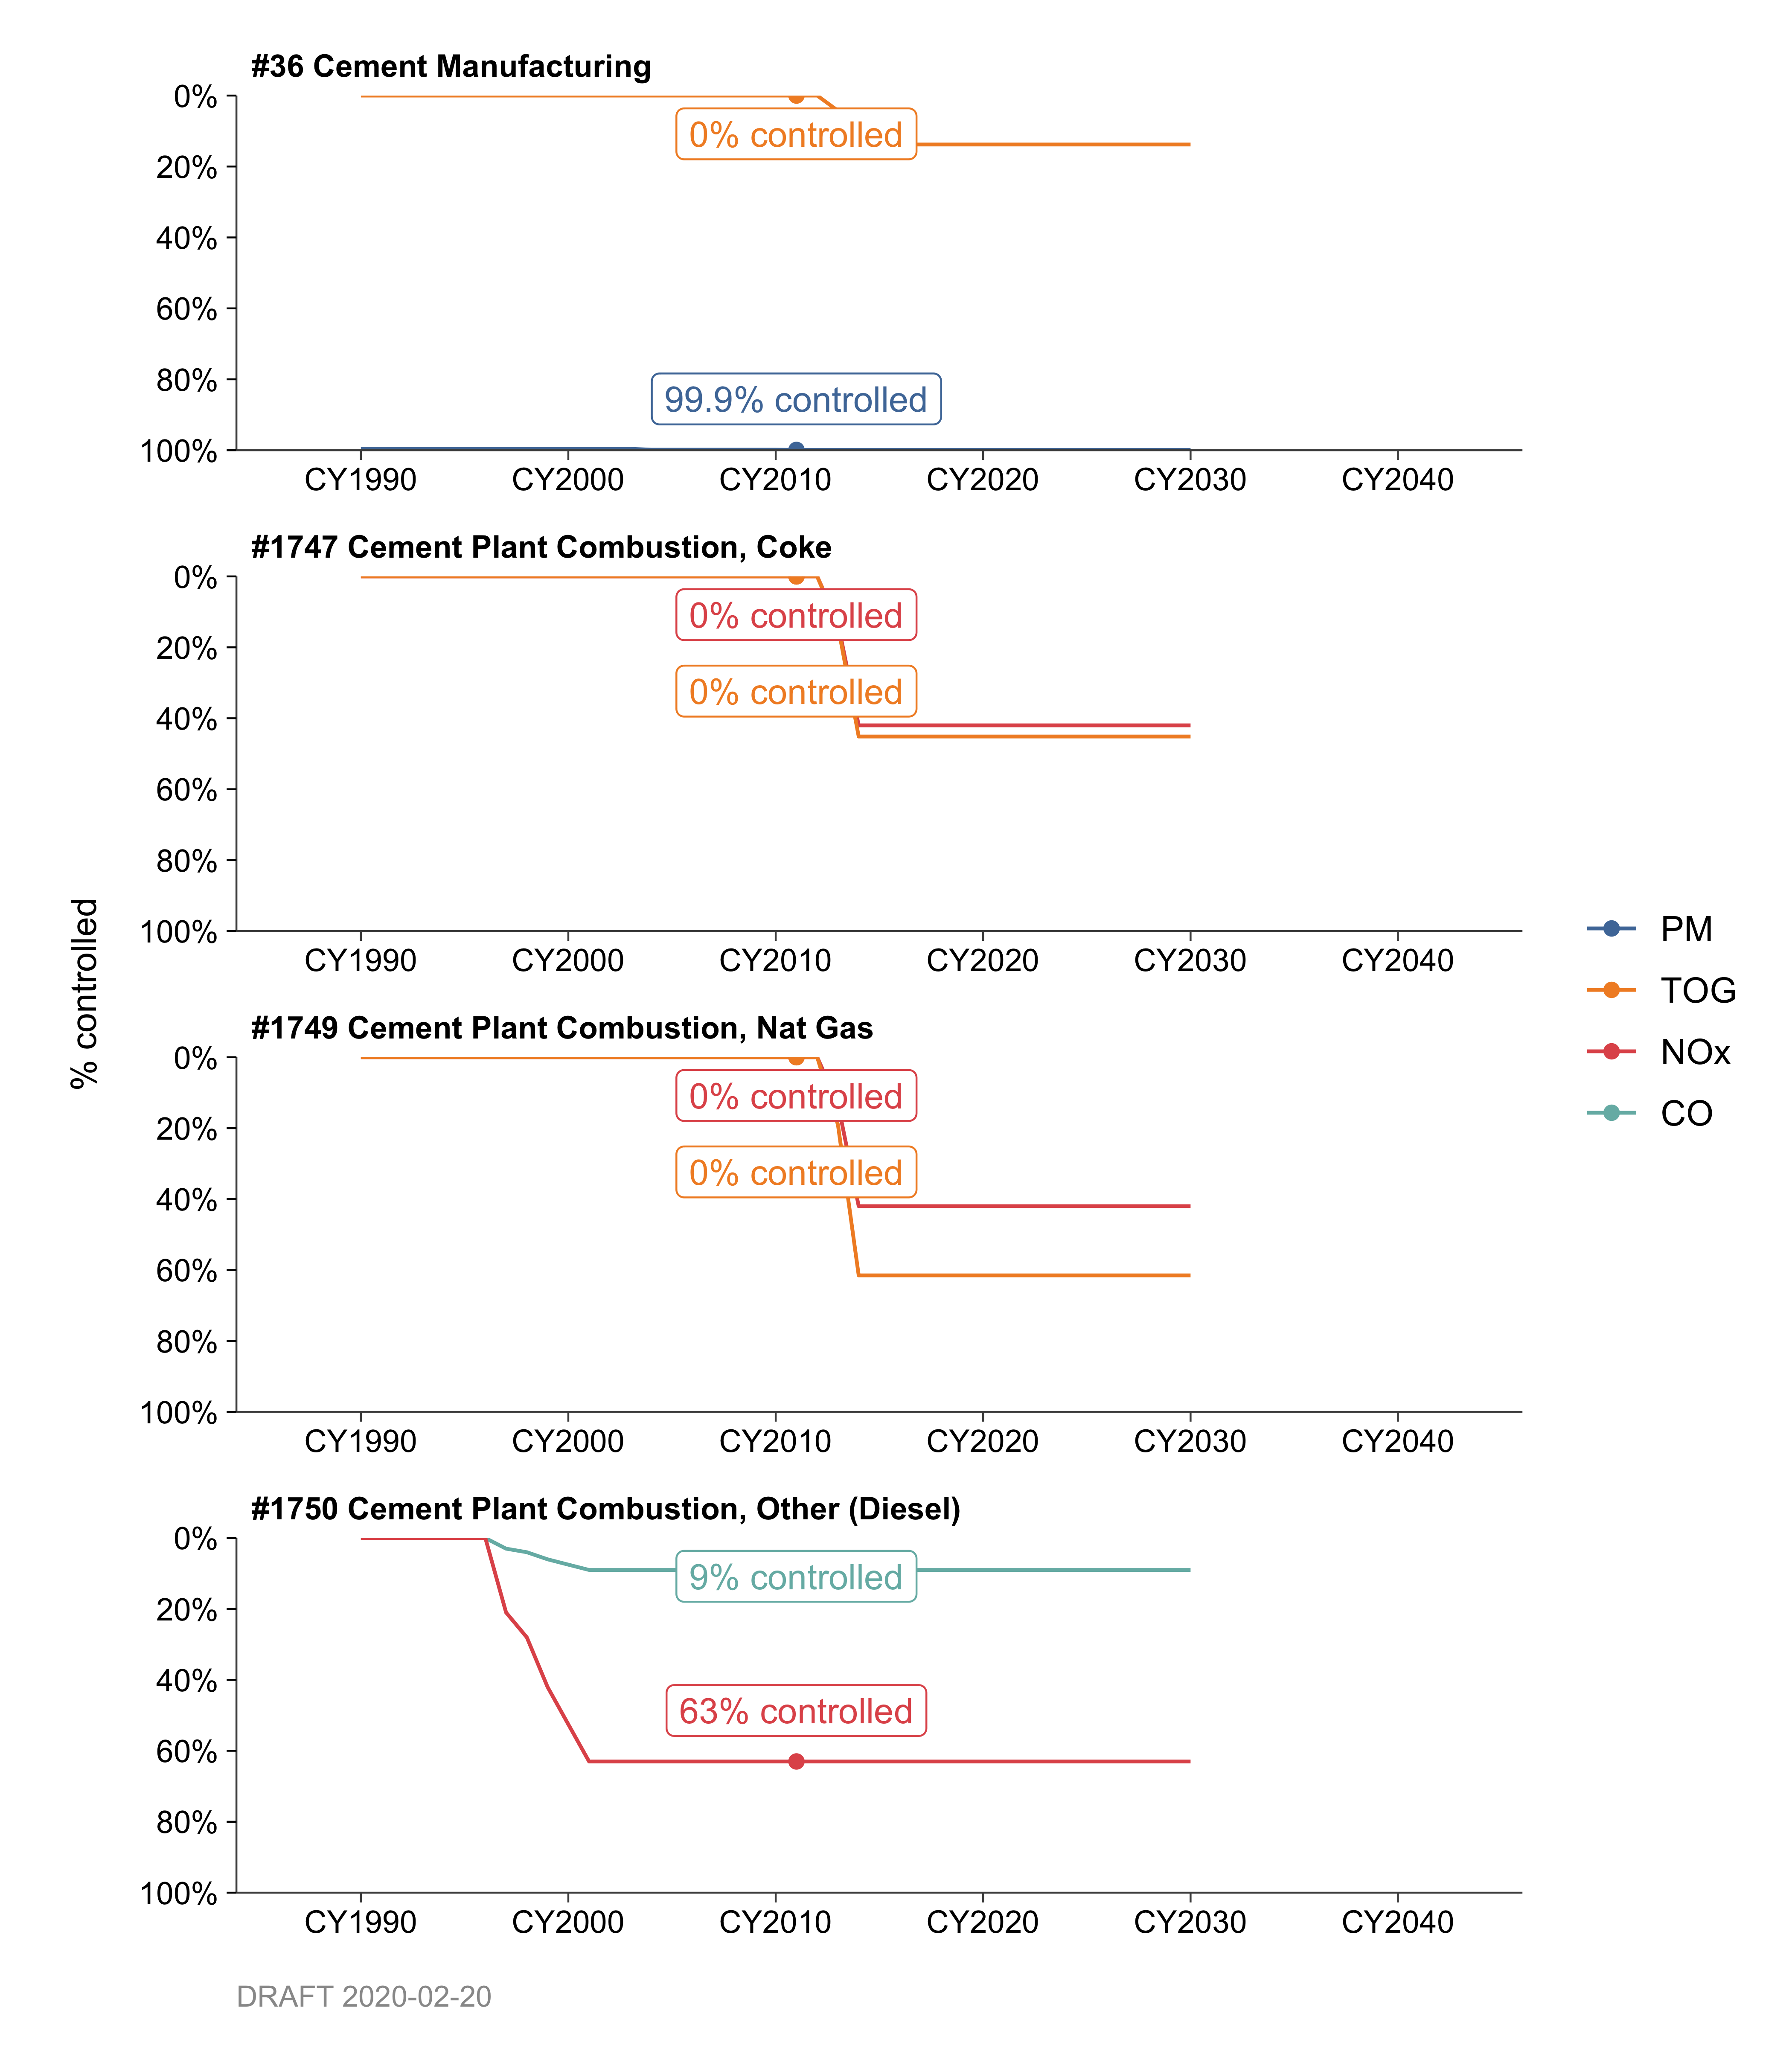 #36 Cement Manufacturing
0%
20%
40%
60%
80%
100%
0% controlled
99.9% controlled
CY1990 CY2000 CY2010 CY2020 CY2030 CY2040
#1747 Cement Plant Combustion, Coke
0%
20%
40%
60%
80%
100%
0% controlled
0% controlled
CY1990 CY2000 CY2010 CY2020 CY2030 CY2040
#1749 Cement Plant Combustion, Nat Gas
0%
20%
40%
60%
80%
100%
0% controlled
0% controlled
CY1990 CY2000 CY2010 CY2020 CY2030 CY2040
#1750 Cement Plant Combustion, Other (Diesel)
0%
20%
40%
60%
80%
100%
9% controlled
63% controlled
CY1990 CY2000 CY2010 CY2020 CY2030 CY2040
% controlled
PM
TOG
NOx
CO
DRAFT 2020-02-20